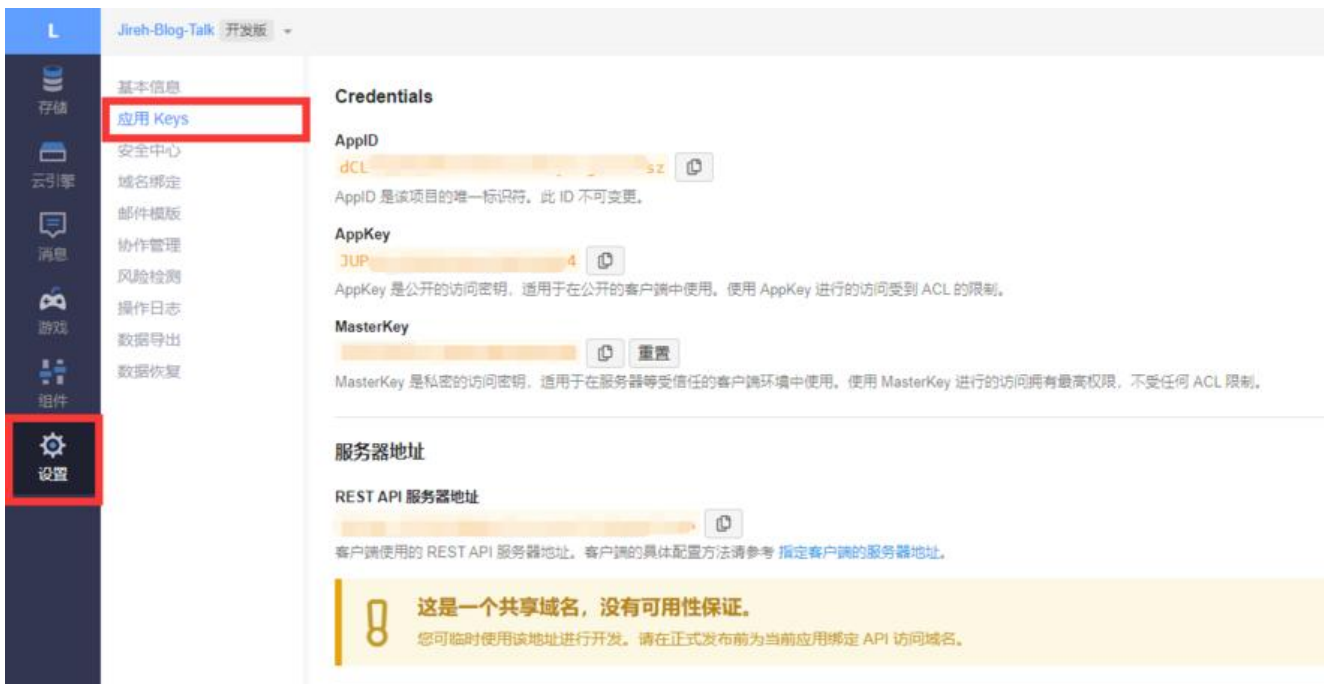 L
Jireh-Blog-Talk 开发版
存储
云引擎
消息
游戏
组件
设置
基本信息
应用 Keys
安全中心
域名绑定
邮件模版
协作管理
风险检测
操作日志
数据导出
数据恢复
Credentials
AppID
dCL sz
AppID 是该项目的唯一标识符。此 ID 不可变更。
AppKey
JUP 4
AppKey 是公开的访问密钥，适用于在公开的客户端中使用。使用 AppKey 进行的访问受到 ACL 的限制。
MasterKey
重置
MasterKey 是私密的访问密钥，适用于在服务器等受信任的客户端环境中使用。使用 MasterKey 进行的访问拥有最高权限，不受任何 ACL 限制。
服务器地址
REST API 服务器地址
客户端使用的 REST API 服务器地址。客户端的具体配置方法请参考 指定客户端的服务器地址。
这是一个共享域名，没有可用性保证。
您可临时使用该地址进行开发。请在正式发布前为当前应用绑定 API 访问域名。